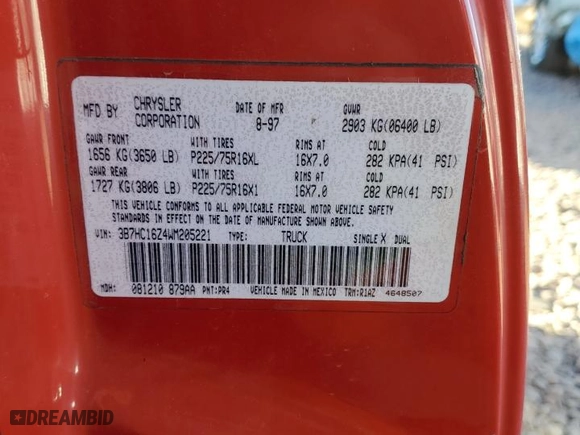 MFD BY CHRYSLER CORPORATION DATE OF MFR 8-97 GVWR 2903 KG(06400 LB)
GAWR FRONT WITH TIRES RIMS AT COLD
1656 KG(3650 LB) P225/75R16XL 16X7.0 282 KPA(41 PSI)
GAWR REAR WITH TIRES RIMS AT COLD
1727 KG(3806 LB) P225/75R16X1 16X7.0 282 KPA(41 PSI)
THIS VEHICLE CONFORMS TO ALL APPLICABLE FEDERAL MOTOR VEHICLE SAFETY
STANDARDS IN EFFECT ON THE DATE OF MANUFACTURE SHOWN ABOVE.
VIN: 3B7HC16Z4WM205221 TYPE: TRUCK SINGLE X DUAL
MDH: 081210 879AA PNT:PR4 VEHICLE MADE IN MEXICO TRM:R1AZ 4648507
DREAMBID